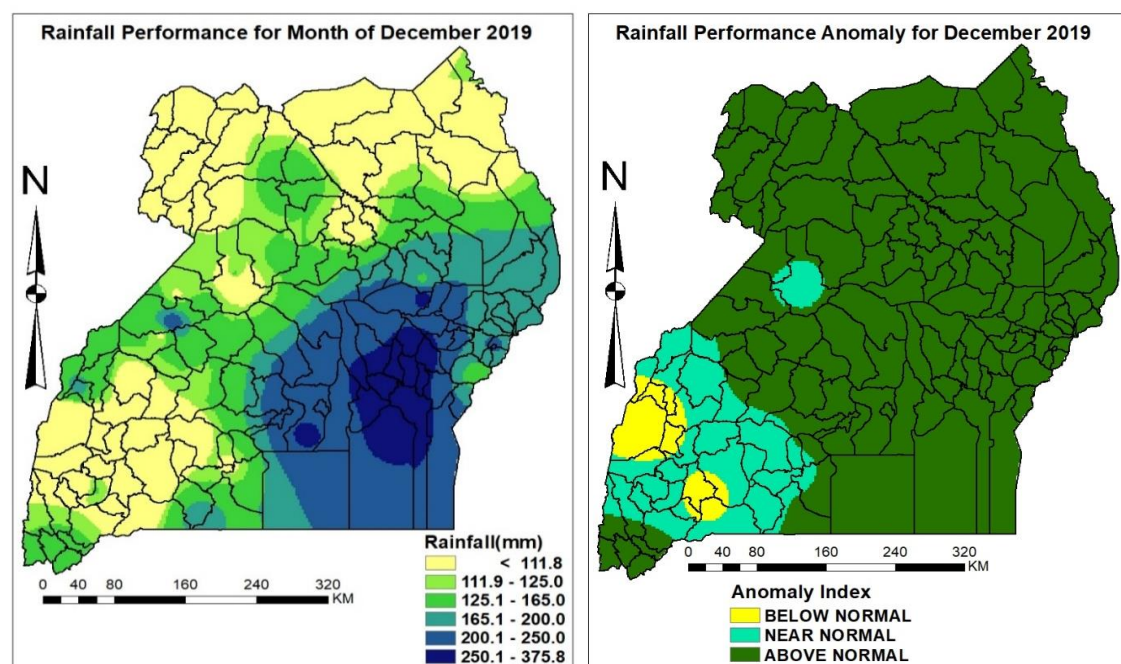 Rainfall Performance for Month of December 2019
N
Rainfall(mm)
< 111.8
111.9 - 125.0
125.1 - 165.0
165.1 - 200.0
200.1 - 250.0
250.1 - 375.8
0 40 80 160 240 320
KM
Rainfall Performance Anomaly for December 2019
N
0 40 80 160 240 320
KM
Anomaly Index
BELOW NORMAL
NEAR NORMAL
ABOVE NORMAL